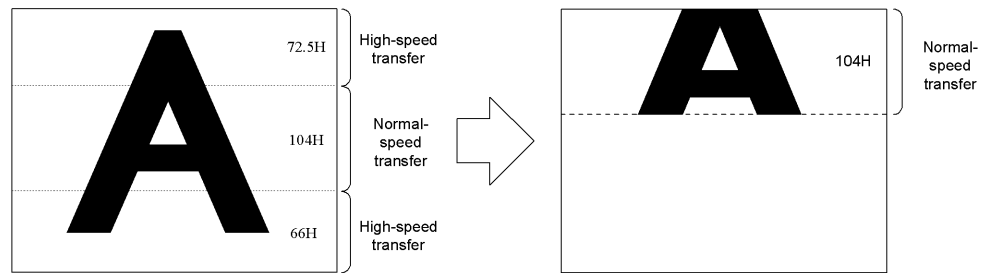 72.5H
High-speed
transfer
104H
Normal-
speed
transfer
66H
High-speed
transfer
A
104H
Normal-
speed
transfer
A